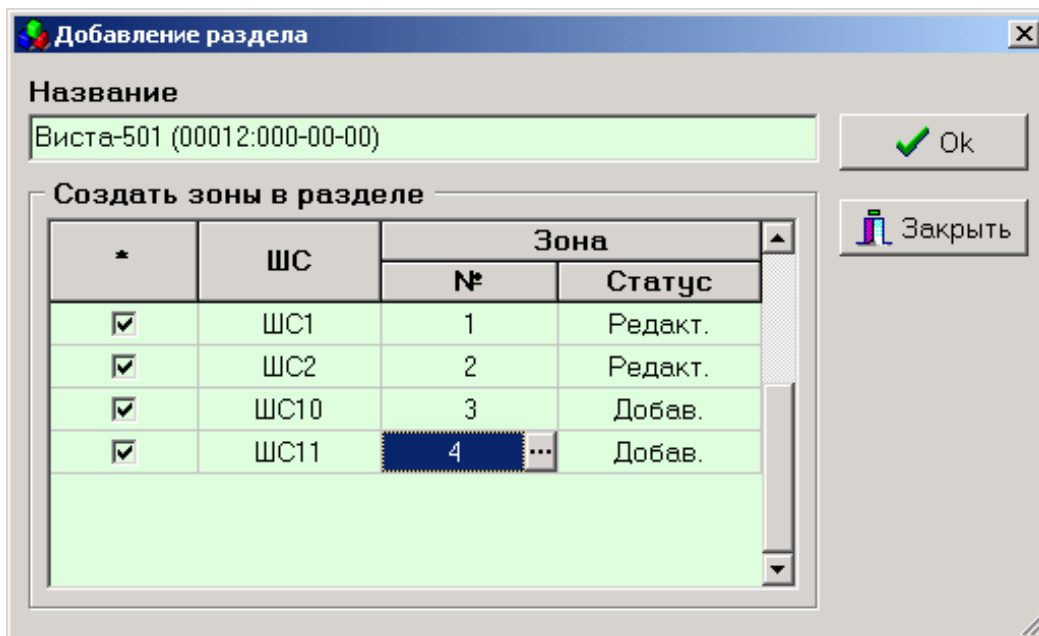 Добавление раздела
Название
Виста-501 (00012:000-00-00)
Ok
Закрыть
Создать зоны в разделе
* ШС Зона
№ Статус
ШС1 1 Редакт.
ШС2 2 Редакт.
ШС10 3 Добав.
ШС11 4 ... Добав.